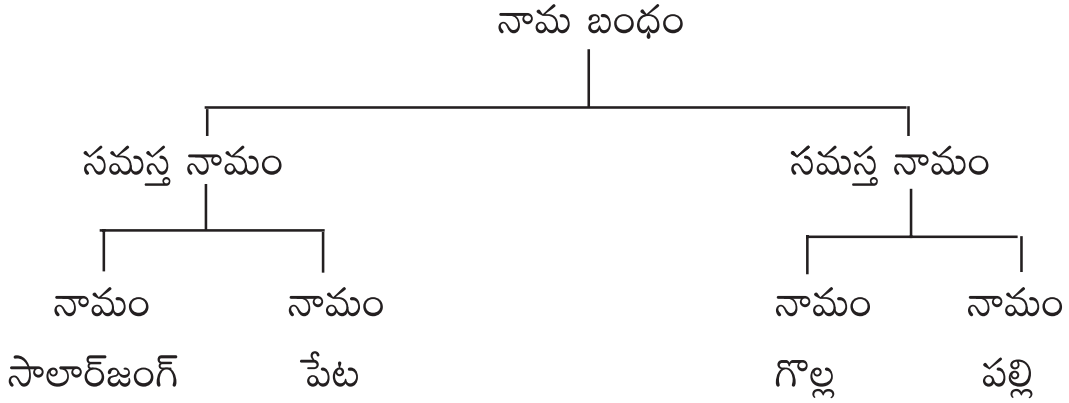 నామ బంధం
సమస్త నామం సమస్త నామం
నామం నామం నామం నామం
సాలార్‌జంగ్ పేట గొల్ల పల్లి